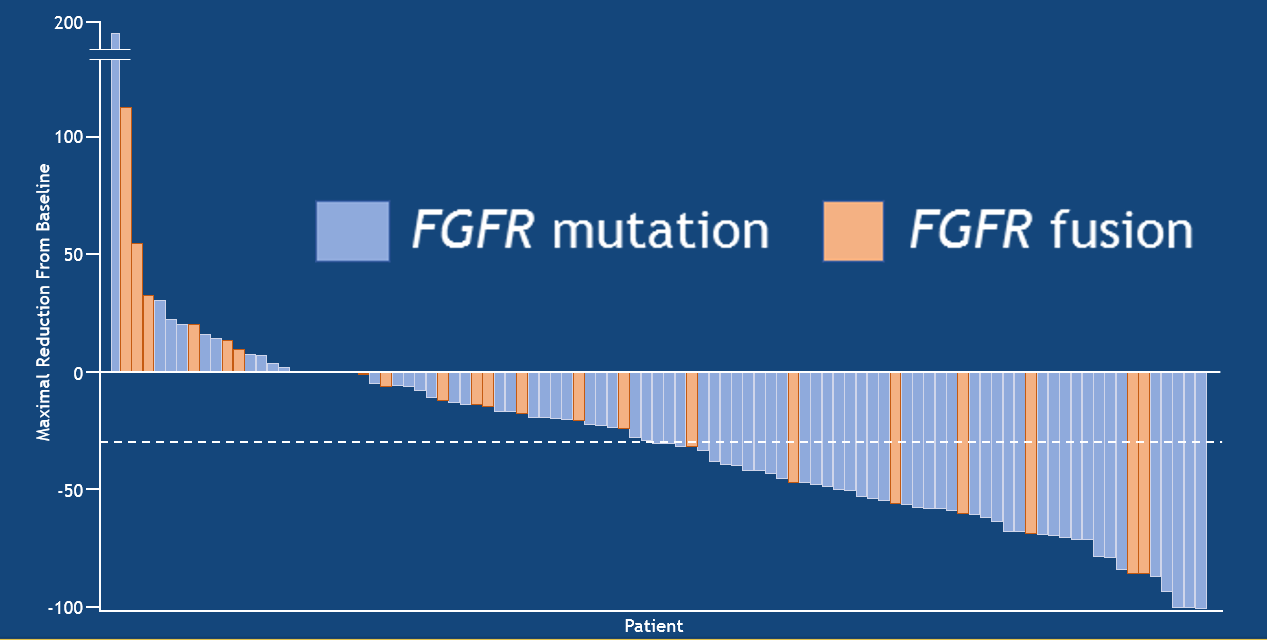 200
100
50
0
-50
-100
Maximal Reduction From Baseline
FGFR mutation
FGFR fusion
Patient